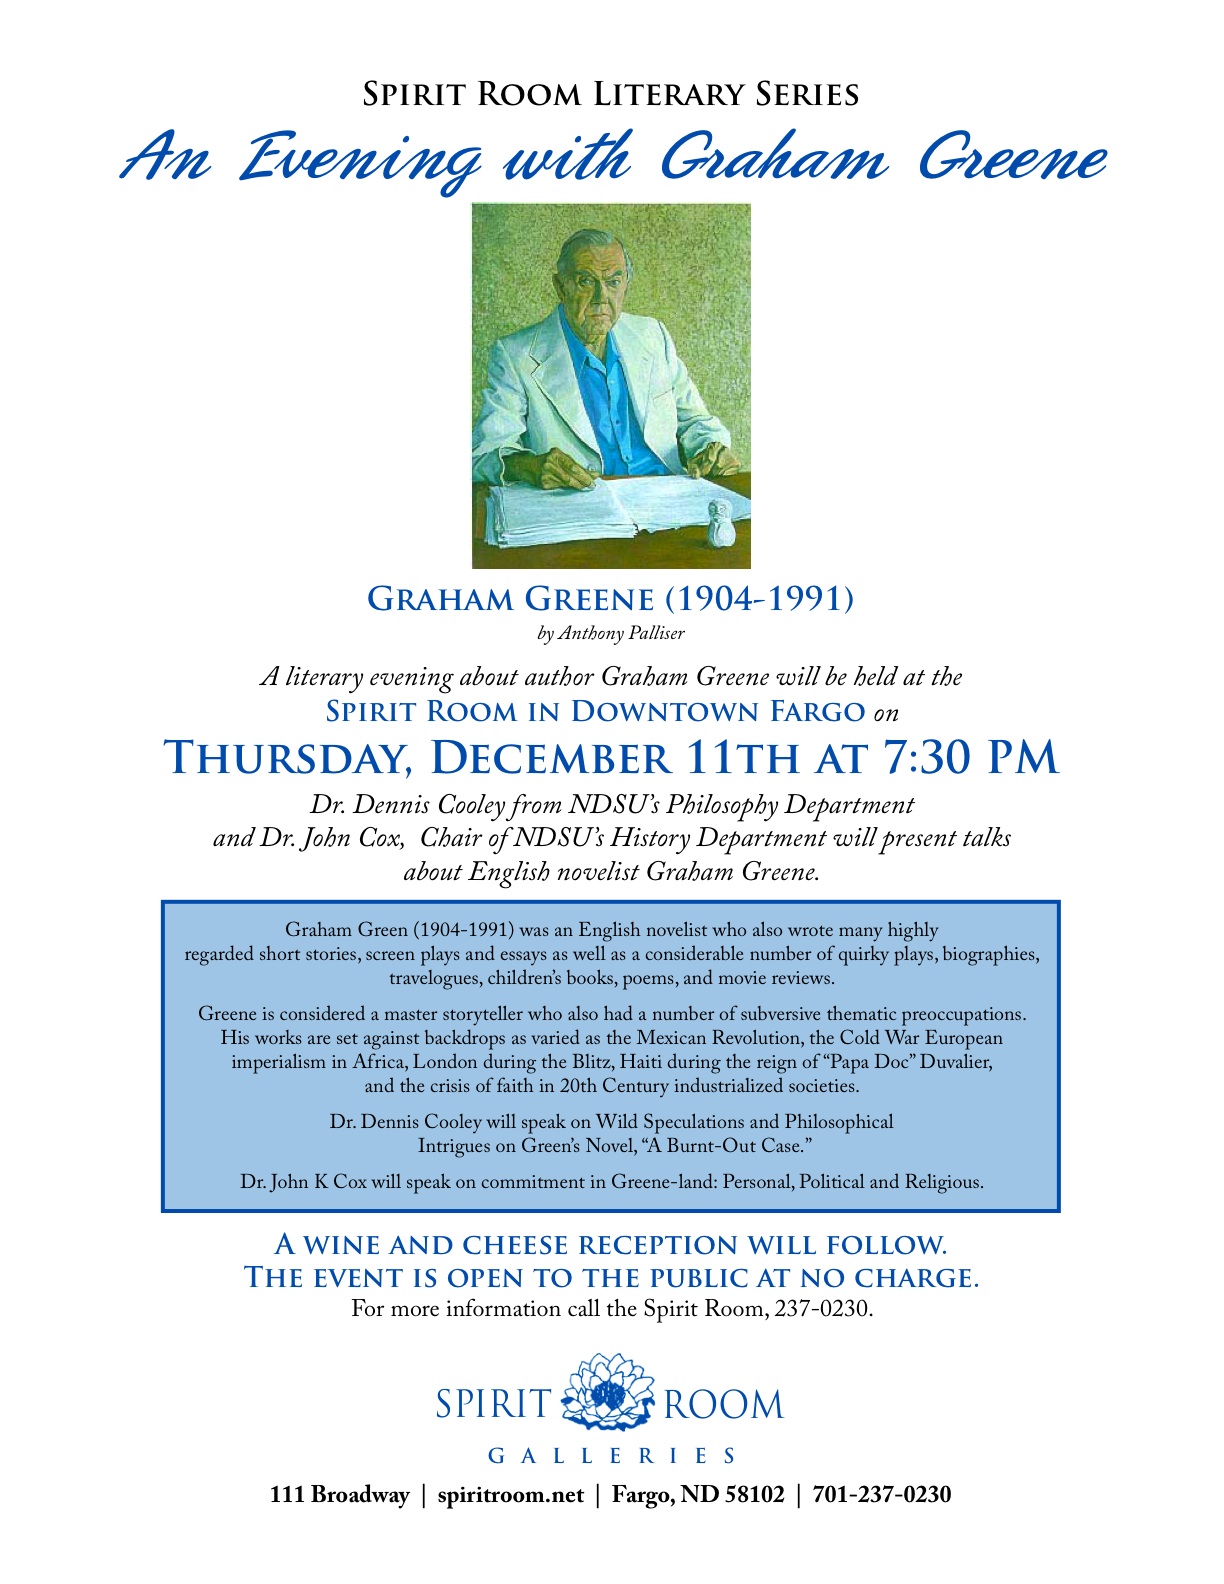 Spirit Room Literary Series
An Evening with Graham Greene
Graham Greene (1904-1991)
by Anthony Palliser
A literary evening about author Graham Greene will be held at the
Spirit Room in Downtown Fargo on
Thursday, December 11th at 7:30 PM
Dr. Dennis Cooley from NDSU's Philosophy Department
and Dr. John Cox, Chair of NDSU's History Department will present talks
about English novelist Graham Greene.
Graham Green (1904-1991) was an English novelist who also wrote many highly
regarded short stories, screen plays and essays as well as a considerable number of quirky plays, biographies,
travelogues, children's books, poems, and movie reviews.
Greene is considered a master storyteller who also had a number of subversive thematic preoccupations.
His works are set against backdrops as varied as the Mexican Revolution, the Cold War European
imperialism in Africa, London during the Blitz, Haiti during the reign of "Papa Doc" Duvalier,
and the crisis of faith in 20th Century industrialized societies.
Dr. Dennis Cooley will speak on Wild Speculations and Philosophical
Intrigues on Green's Novel, "A Burnt-Out Case."
Dr. John K Cox will speak on commitment in Greene-land: Personal, Political and Religious.
A wine and cheese reception will follow.
The event is open to the public at no charge.
For more information call the Spirit Room, 237-0230.
SPIRIT ROOM
GALLERIES
111 Broadway | spiritroom.net | Fargo, ND 58102 | 701-237-0230